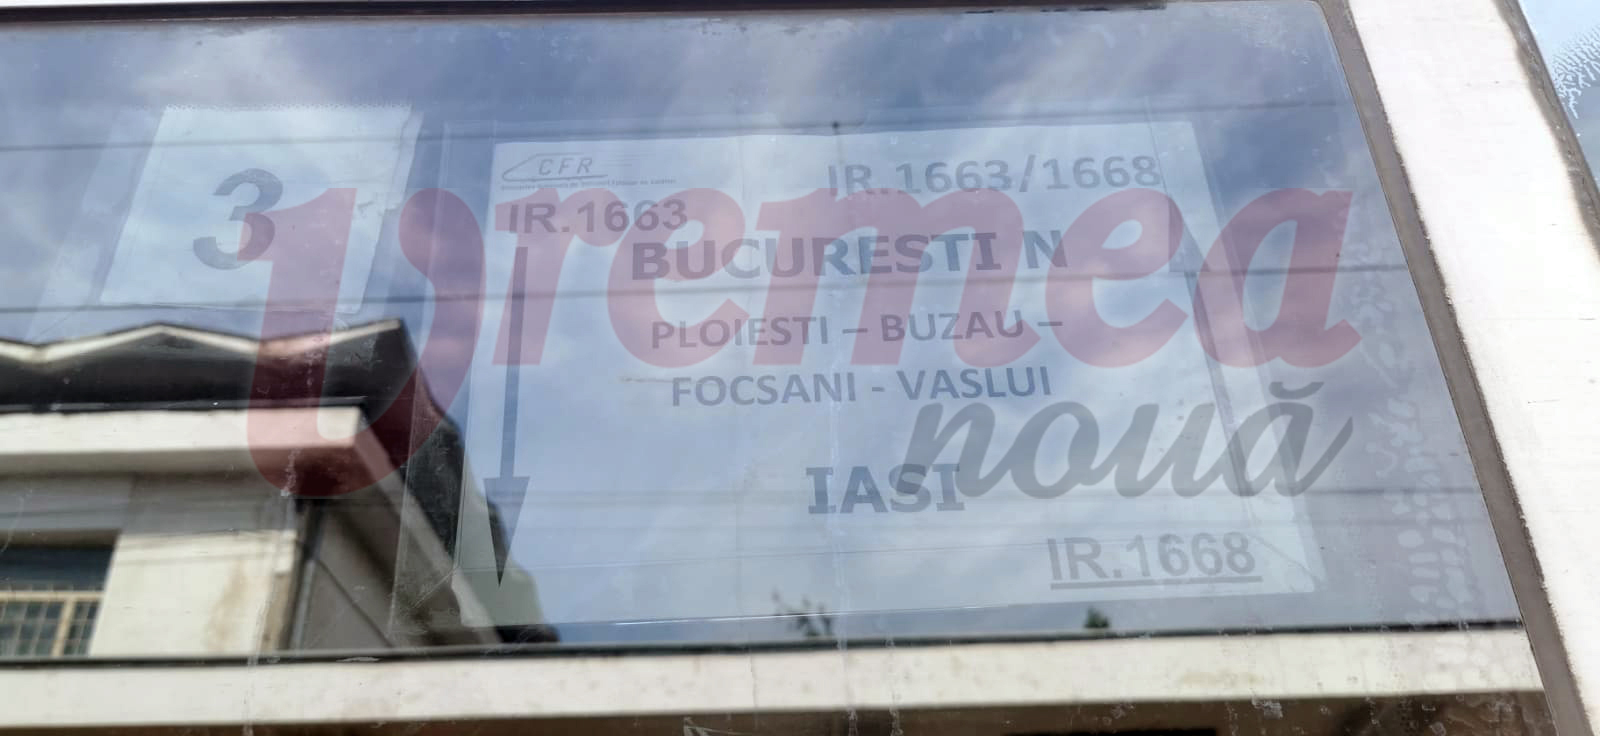 3
CFR
IR.1663/1668
IR.1663
BUCURESTI N
PLOIESTI – BUZAU –
FOCSANI - VASLUI
IASI
IR.1668
Vremea
nouă